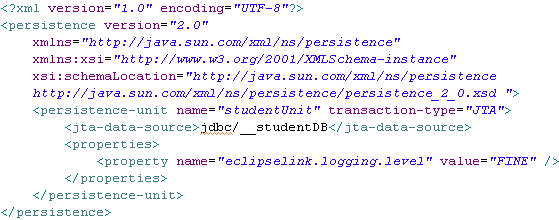 <?xml version="1.0" encoding="UTF-8"?>
<persistence version="2.0"
xmlns="http://java.sun.com/xml/ns/persistence"
xmlns:xsi="http://www.w3.org/2001/XMLSchema-instance"
xsi:schemaLocation="http://java.sun.com/xml/ns/persistence
http://java.sun.com/xml/ns/persistence/persistence_2_0.xsd ">
<persistence-unit name="studentUnit" transaction-type="JTA">
<jta-data-source>jdbc/__studentDB</jta-data-source>
<properties>
<property name="eclipselink.logging.level" value="FINE" />
</properties>
</persistence-unit>
</persistence>